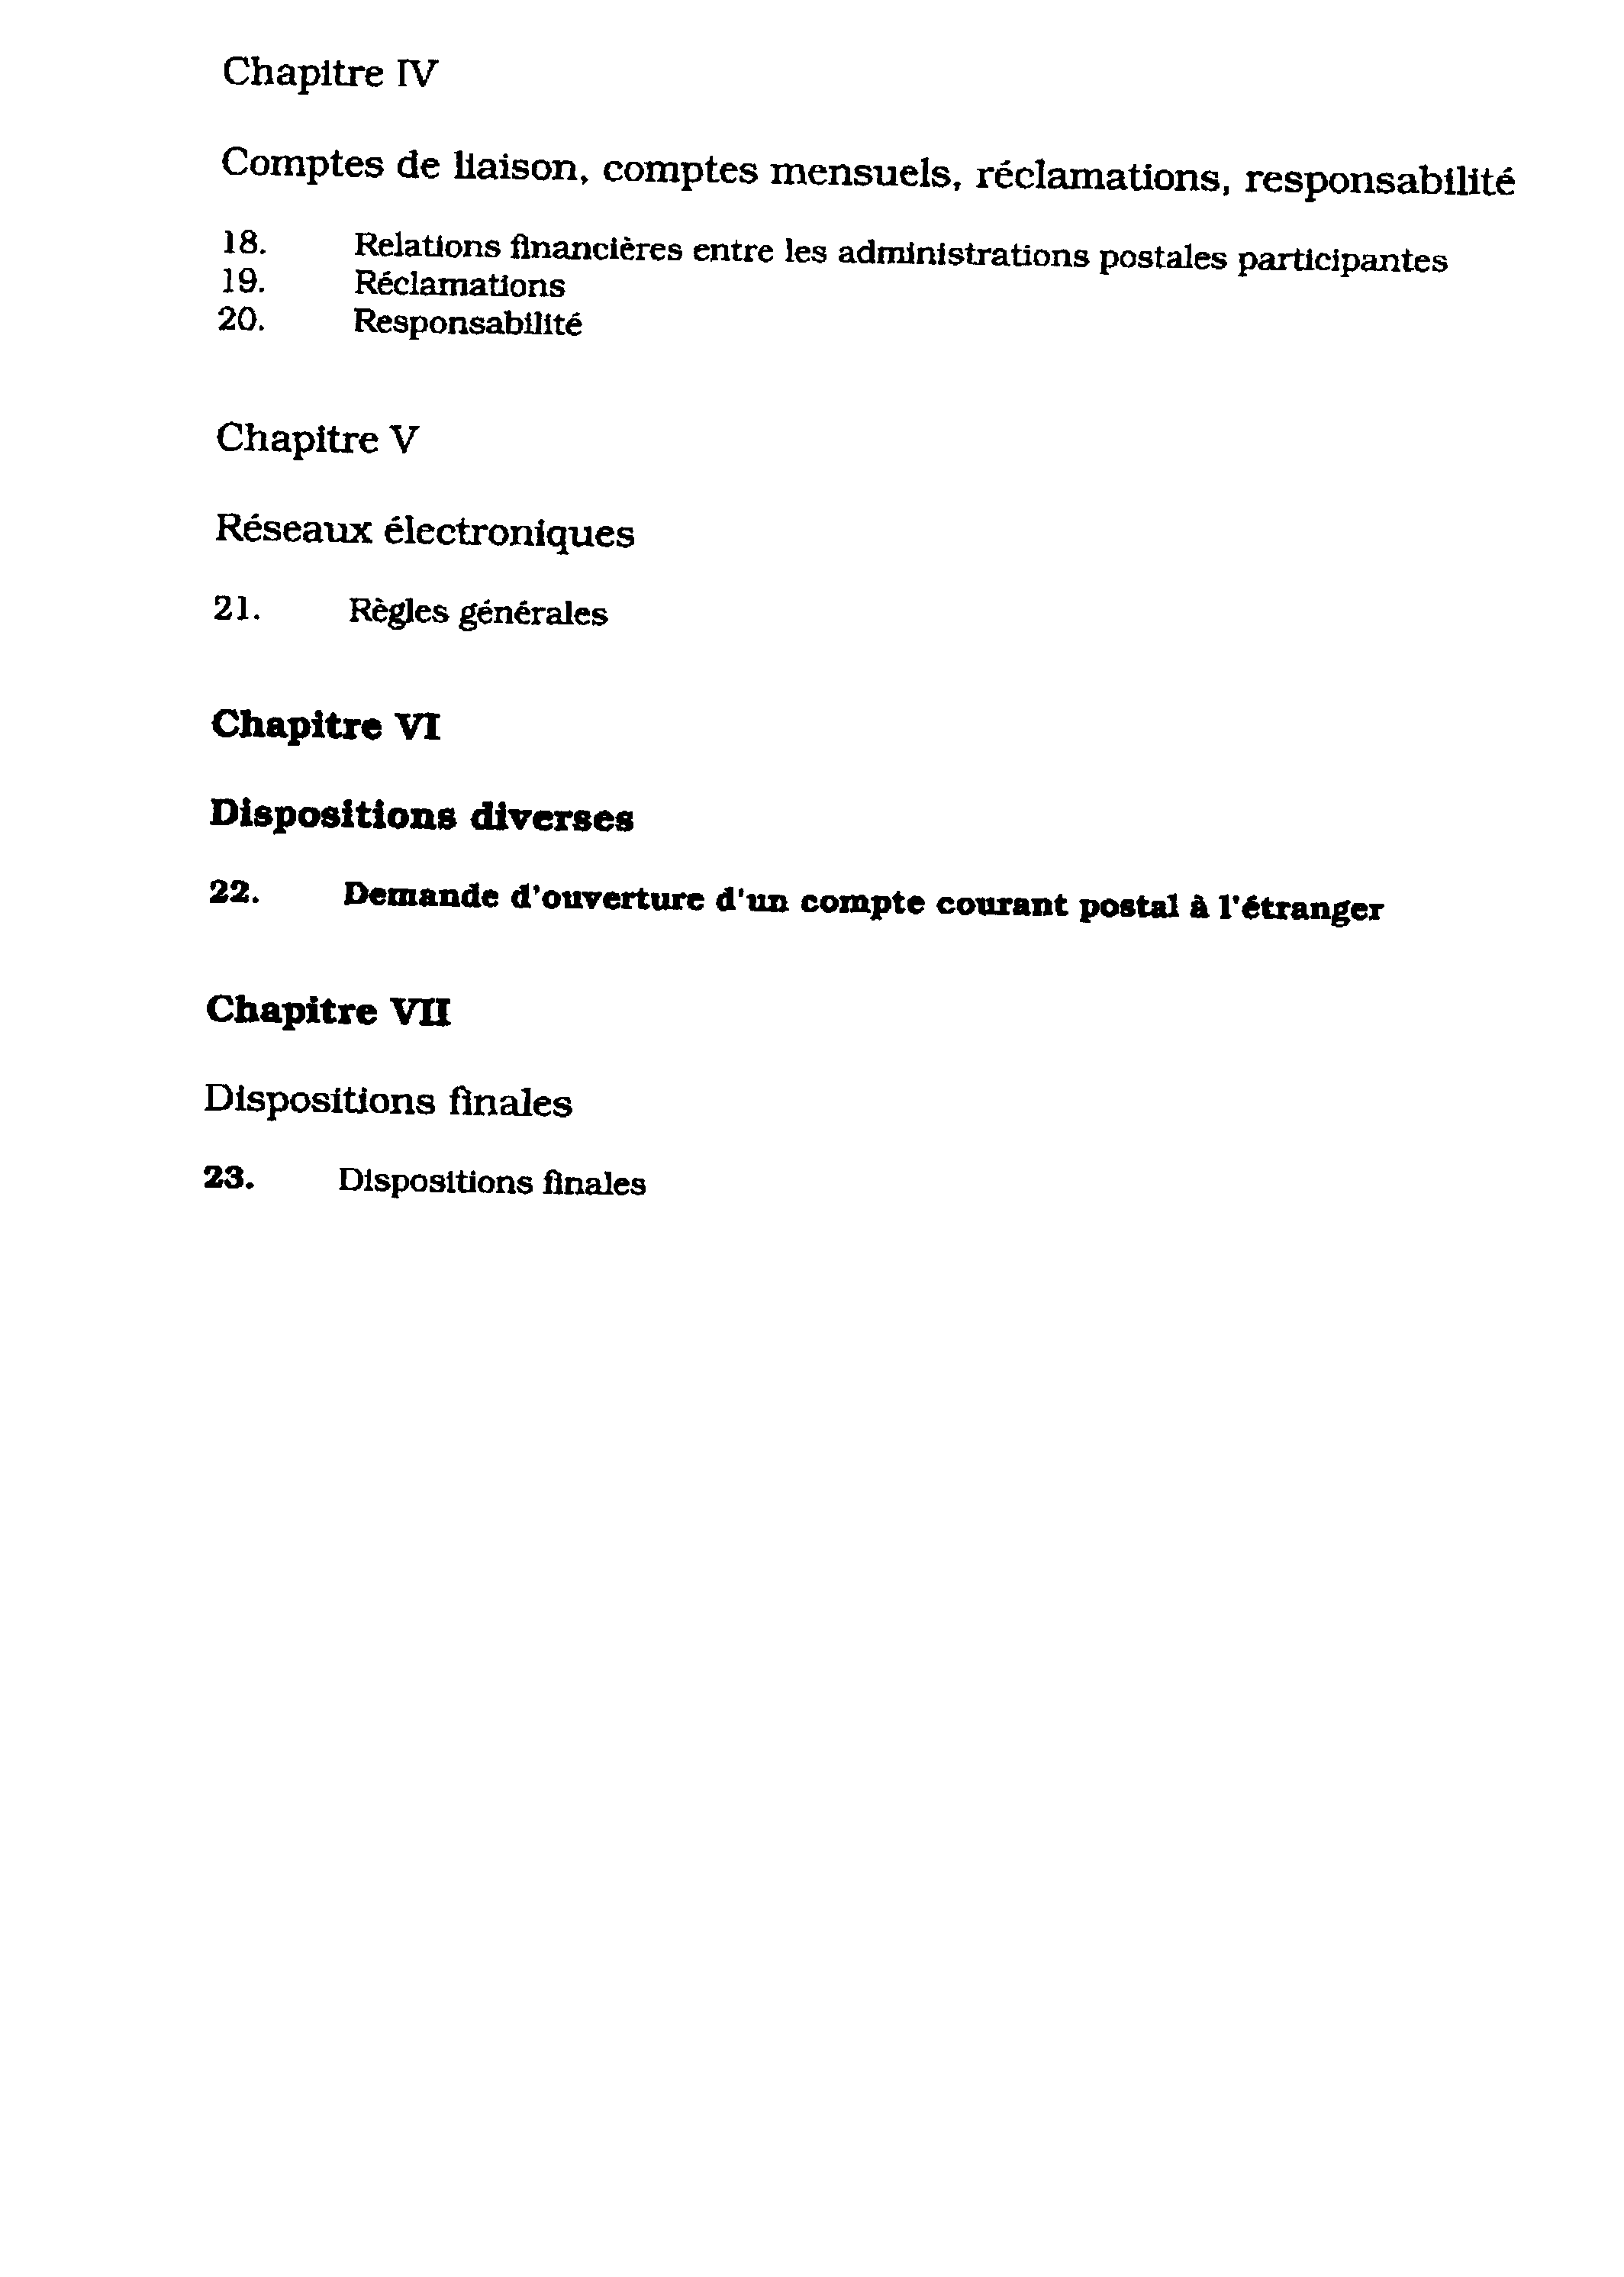 Chapitre IV
Comptes de liaison, comptes mensuels, réclamations, responsabilité
18. Relations financières entre les administrations postales participantes
19. Réclamations
20. Responsabilité
Chapitre V
Réseaux électroniques
21. Règles générales
Chapitre VI
Dispositions diverses
22. Demande d'ouverture d'un compte courant postal à l'étranger
Chapitre VII
Dispositions finales
23. Dispositions finales